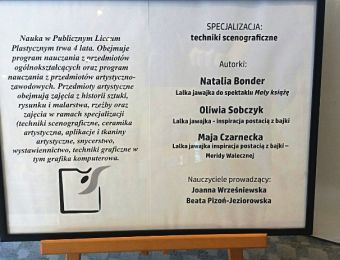 Nauka w Publicznym Liceum
Plastycznym trwa 4 lata. Obejmuje
program nauczania z przedmiotów
ogólnokształcących oraz program
nauczania z przedmiotów artystyczno-
zawodowych. Przedmioty artystyczne
obejmują zajęcia z historii sztuki,
rysunku i malarstwa, rzeźby oraz
zajęcia w ramach specjalizacji
(techniki scenograficzne, ceramika
artystyczna, aplikacje i tkaniny
artystyczne, snycerstwo,
wystawiennictwo, techniki graficzne w
tym grafika komputerowa.
SPECJALIZACJA:
techniki scenograficzne
Autorki:
Natalia Bonder
Lalka jawajka do spektaklu Mały książę
Oliwia Sobczyk
Lalka jawajka - inspiracja postacią z bajki
Maja Czarnecka
Lalka jawajka inspiracja postacią z bajki –
Meridy Walecznej
Nauczyciele prowadzący:
Joanna Wrześniewska
Beata Pizoń-Jeziorowska